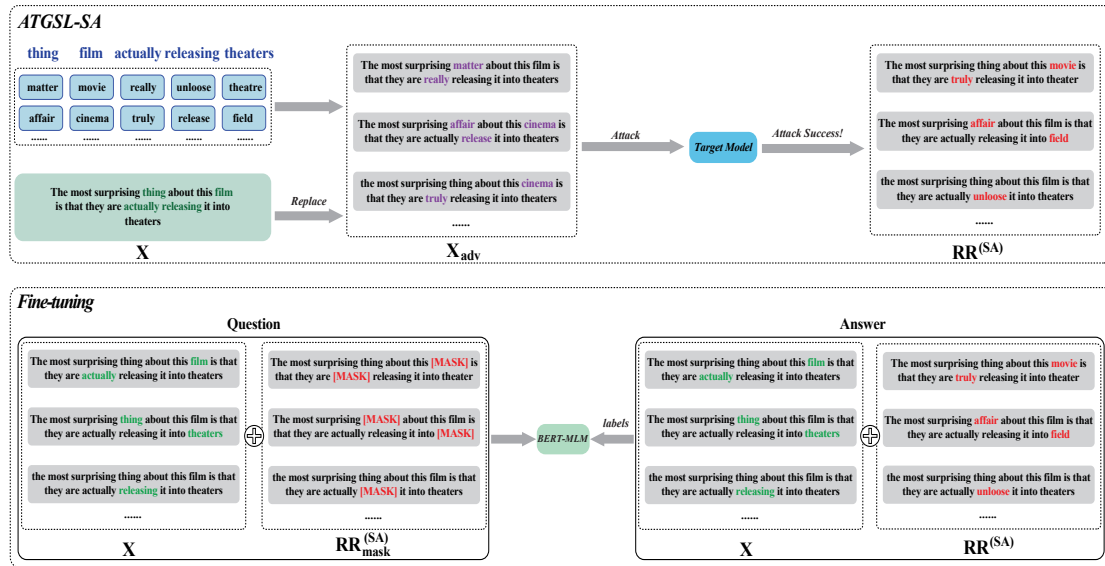 ATGSL-SA
thing film actually releasing theaters
matter movie really unloose theatre
affair cinema truly release field
...... ...... ...... ...... ......
The most surprising thing about this film
is that they are actually releasing it into
theaters
X
Replace
The most surprising matter about this film is
that they are really releasing it into theaters
The most surprising affair about this cinema is
that they are actually release it into theaters
the most surprising thing about this cinema is
that they are truly releasing it into theaters
......
Xadv
Attack
Target Model
Attack Success!
The most surprising thing about this movie is
that they are truly releasing it into theater
The most surprising affair about this film is that
they are actually releasing it into field
the most surprising thing about this film is that
they are actually unloose it into theaters
......
RR(SA)
Fine-tuning
Question
The most surprising thing about this film is that
they are actually releasing it into theaters
The most surprising thing about this film is that
they are actually releasing it into theaters
the most surprising thing about this film is that
they are actually releasing it into theaters
......
X
The most surprising thing about this [MASK] is
that they are [MASK] releasing it into theater
The most surprising [MASK] about this film is
that they are actually releasing it into [MASK]
the most surprising thing about this film is
that they are actually [MASK] it into theaters
......
RR(SA)mask
BERT-MLM
labels
Answer
The most surprising thing about this film is that
they are actually releasing it into theaters
The most surprising thing about this film is that
they are actually releasing it into theaters
the most surprising thing about this film is that
they are actually releasing it into theaters
......
X
The most surprising thing about this movie is
that they are truly releasing it into theater
The most surprising affair about this film is that
they are actually releasing it into field
the most surprising thing about this film is that
they are actually unloose it into theaters
......
RR(SA)